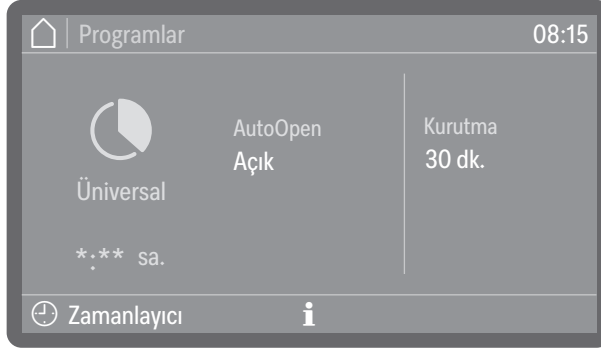 Programlar 08:15
AutoOpen
Açık
Kurutma
30 dk.
Üniversal
*:** sa.
Zamanlayıcı i